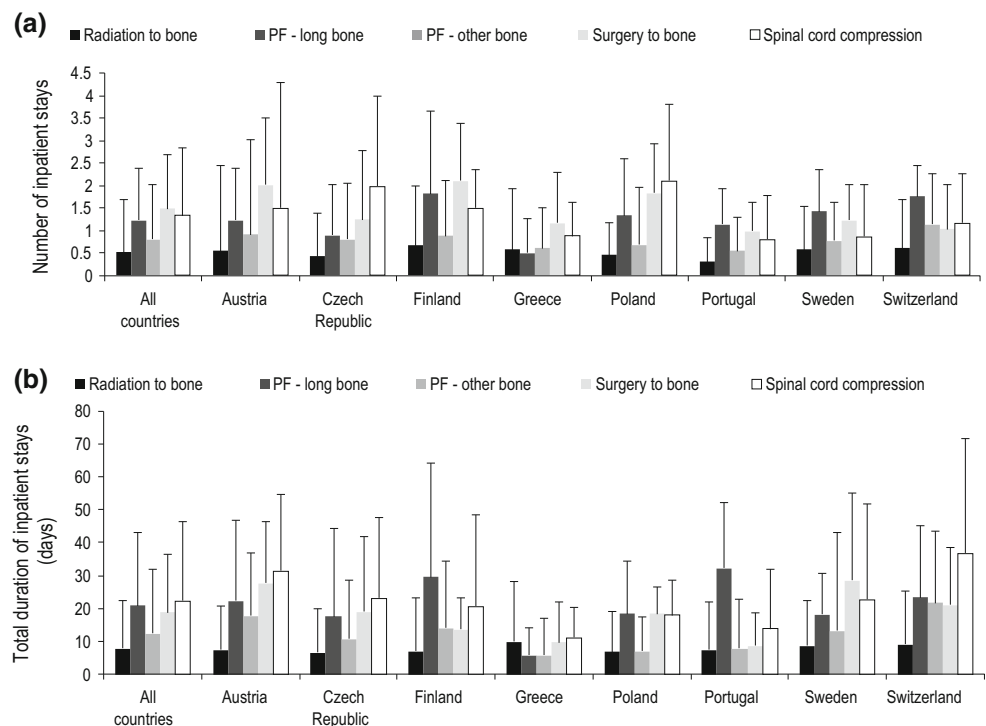 (a)
Radiation to bone PF - long bone PF - other bone Surgery to bone Spinal cord compression
Number of inpatient stays
4.5
4
3.5
3
2.5
2
1.5
1
0.5
0
All countries Austria Czech Republic Finland Greece Poland Portugal Sweden Switzerland
(b)
Radiation to bone PF - long bone PF - other bone Surgery to bone Spinal cord compression
Total duration of inpatient stays
(days)
80
70
60
50
40
30
20
10
0
All countries Austria Czech Republic Finland Greece Poland Portugal Sweden Switzerland